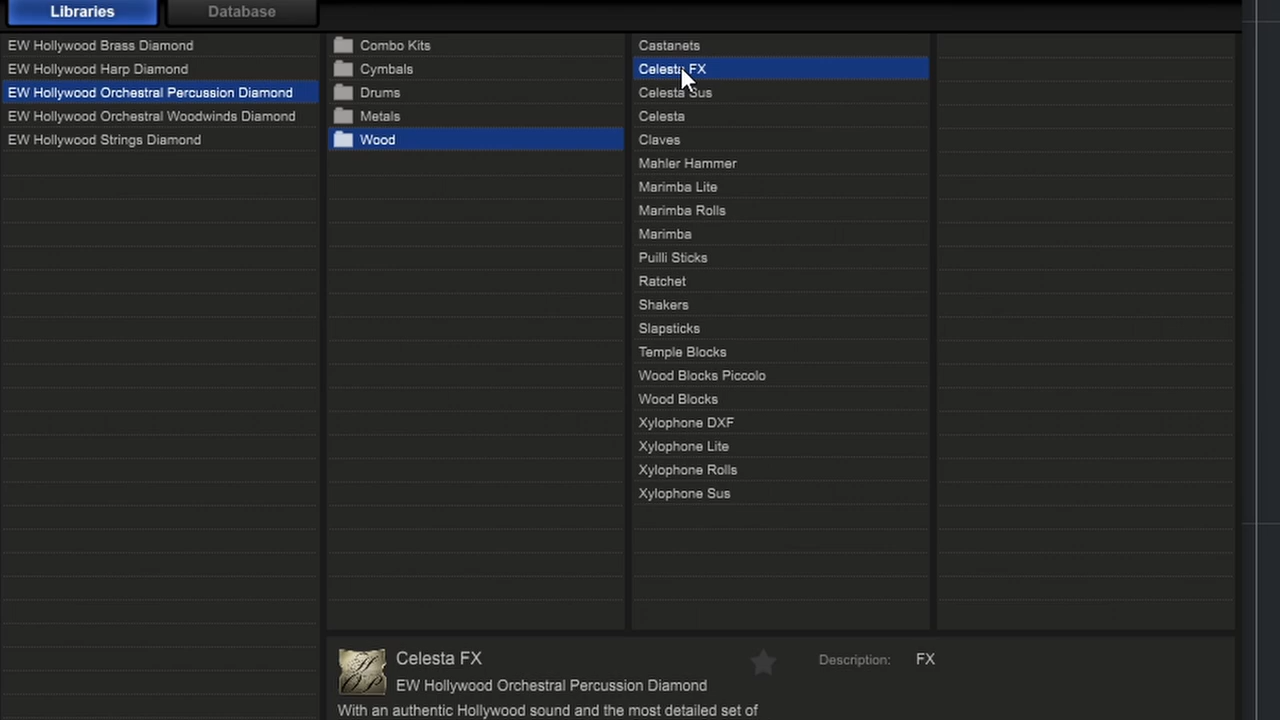 Libraries
Database
EW Hollywood Brass Diamond
EW Hollywood Harp Diamond
EW Hollywood Orchestral Percussion Diamond
EW Hollywood Orchestral Woodwinds Diamond
EW Hollywood Strings Diamond
Combo Kits
Cymbals
Drums
Metals
Wood
Castanets
Celesta FX
Celesta Sus
Celesta
Claves
Mahler Hammer
Marimba Lite
Marimba Rolls
Marimba
Puilli Sticks
Ratchet
Shakers
Slapsticks
Temple Blocks
Wood Blocks Piccolo
Wood Blocks
Xylophone DXF
Xylophone Lite
Xylophone Rolls
Xylophone Sus
Celesta FX
Description: FX
EW Hollywood Orchestral Percussion Diamond
With an authentic Hollywood sound and the most detailed set of